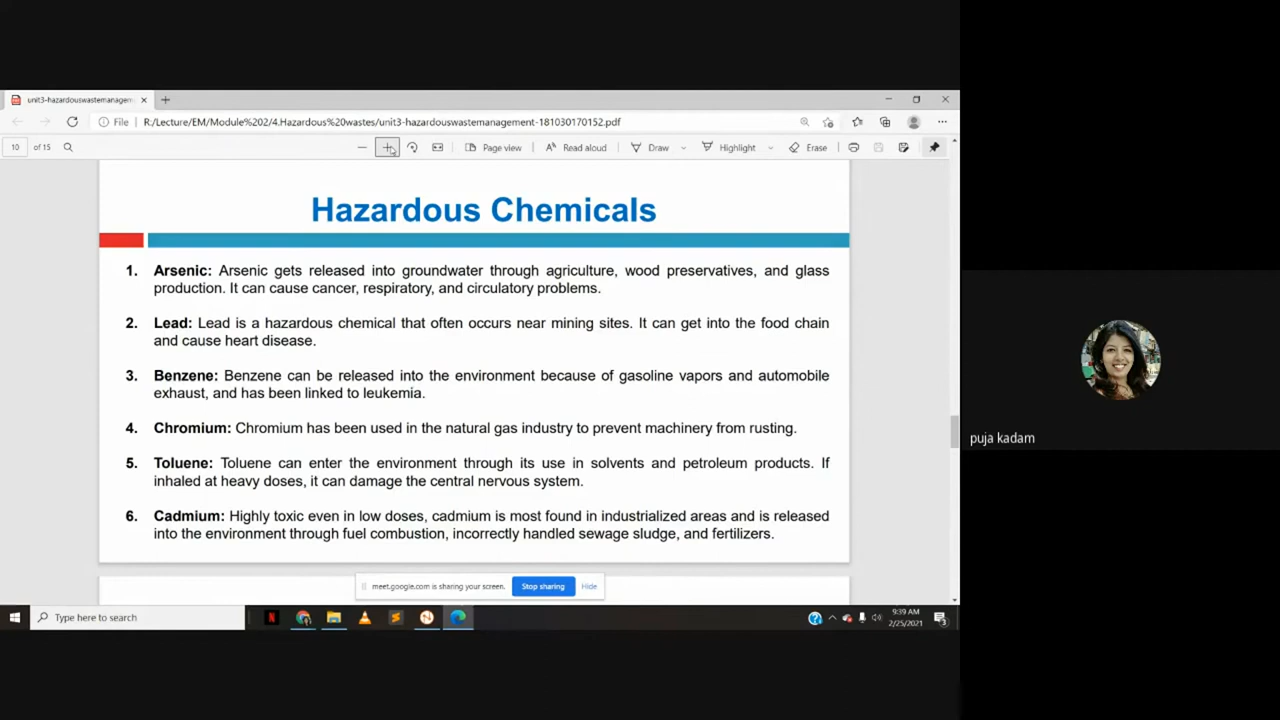 unit3-hazardouswastemanagem
File | R:/Lecture/EM/Module%202/4.Hazardous%20wastes/unit3-hazardouswastemanagement-181030170152.pdf
10 of 15 Page view Read aloud Draw Highlight Erase
Hazardous Chemicals
1. Arsenic: Arsenic gets released into groundwater through agriculture, wood preservatives, and glass
production. It can cause cancer, respiratory, and circulatory problems.
2. Lead: Lead is a hazardous chemical that often occurs near mining sites. It can get into the food chain
and cause heart disease.
3. Benzene: Benzene can be released into the environment because of gasoline vapors and automobile
exhaust, and has been linked to leukemia.
4. Chromium: Chromium has been used in the natural gas industry to prevent machinery from rusting.
5. Toluene: Toluene can enter the environment through its use in solvents and petroleum products. If
inhaled at heavy doses, it can damage the central nervous system.
6. Cadmium: Highly toxic even in low doses, cadmium is most found in industrialized areas and is released
into the environment through fuel combustion, incorrectly handled sewage sludge, and fertilizers.
puja kadam
meet.google.com is sharing your screen. Stop sharing Hide
Type here to search
9:39 AM
2/25/2021
3